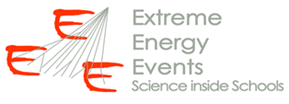 E
E E
Extreme
Energy
Events
Science inside Schools